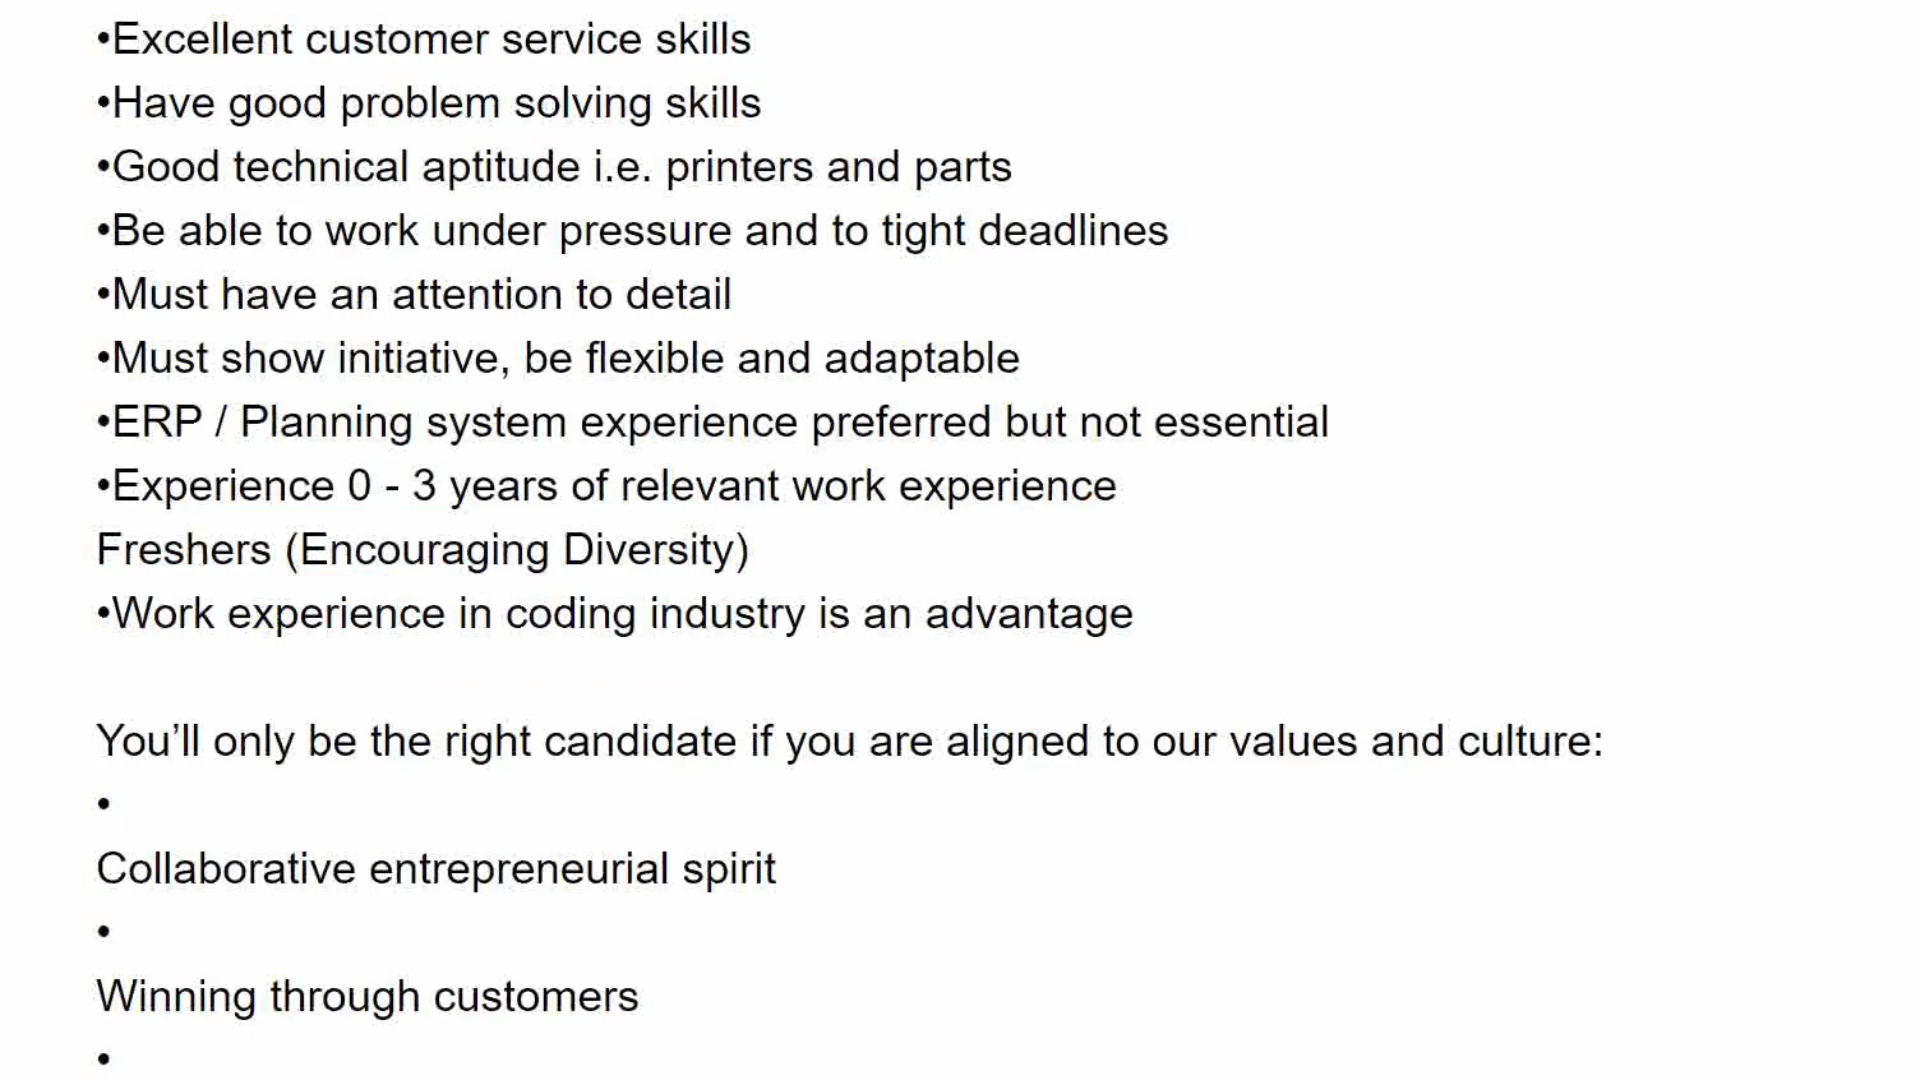 •Excellent customer service skills
•Have good problem solving skills
•Good technical aptitude i.e. printers and parts
•Be able to work under pressure and to tight deadlines
•Must have an attention to detail
•Must show initiative, be flexible and adaptable
•ERP / Planning system experience preferred but not essential
•Experience 0 - 3 years of relevant work experience
Freshers (Encouraging Diversity)
•Work experience in coding industry is an advantage
You’ll only be the right candidate if you are aligned to our values and culture:
•
Collaborative entrepreneurial spirit
•
Winning through customers
•